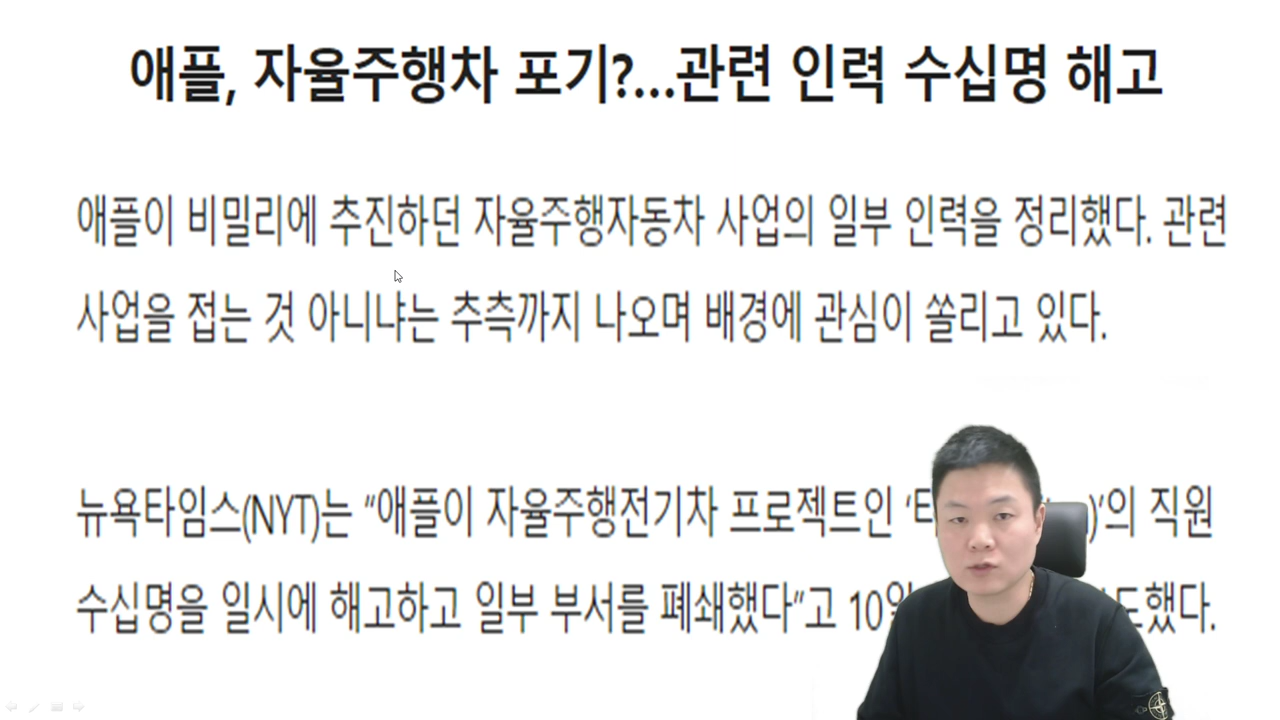 애플, 자율주행차 포기?...관련 인력 수십명 해고
애플이 비밀리에 추진하던 자율주행자동차 사업의 일부 인력을 정리했다. 관련
사업을 접는 것 아니냐는 추측까지 나오며 배경에 관심이 쏠리고 있다.
뉴욕타임스(NYT)는 “애플이 자율주행전기차 프로젝트인 )’의 직원
수십명을 일시에 해고하고 일부 부서를 폐쇄했다”고